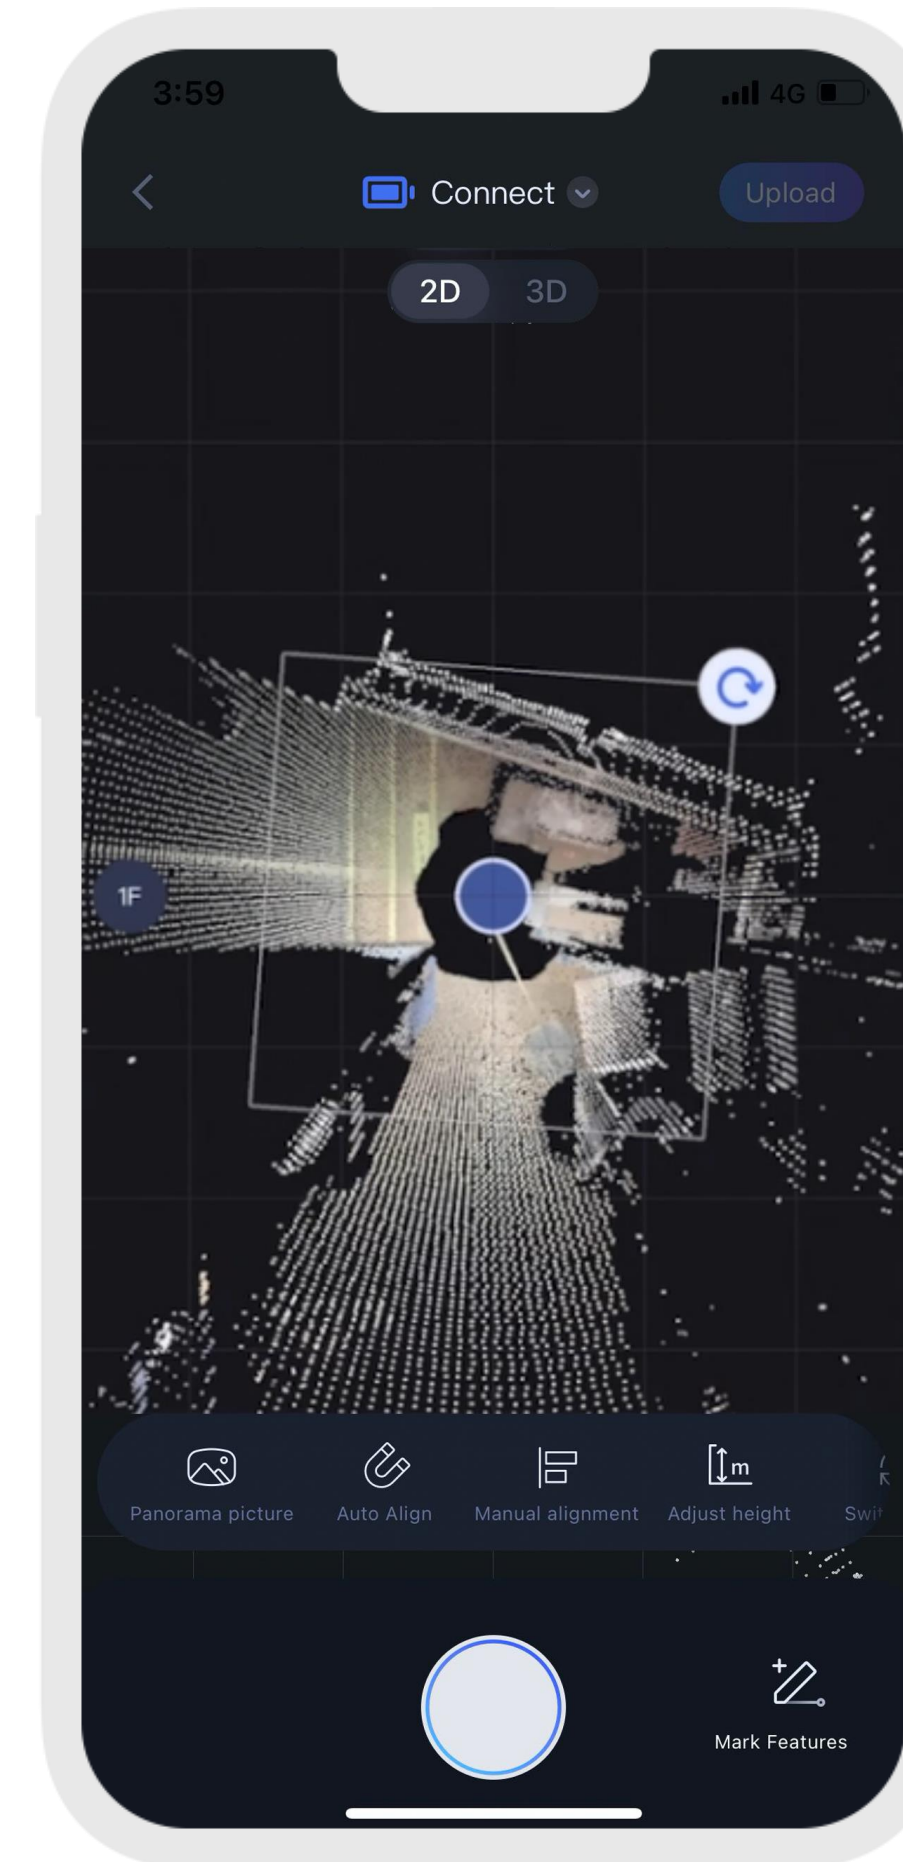 3:59
4G
Connect
Upload
2D
3D
1F
Panorama picture
Auto Align
Manual alignment
m
Adjust height
Mark Features